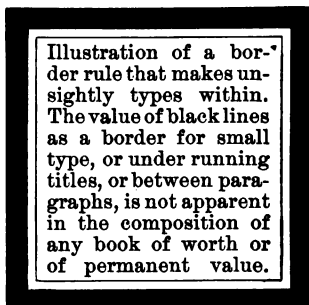 Illustration of a bor-
der rule that makes un-
sightly types within.
The value of black lines
as a border for small
type, or under running
titles, or between para-
graphs, is not apparent
in the composition of
any book of worth or
of permanent value.